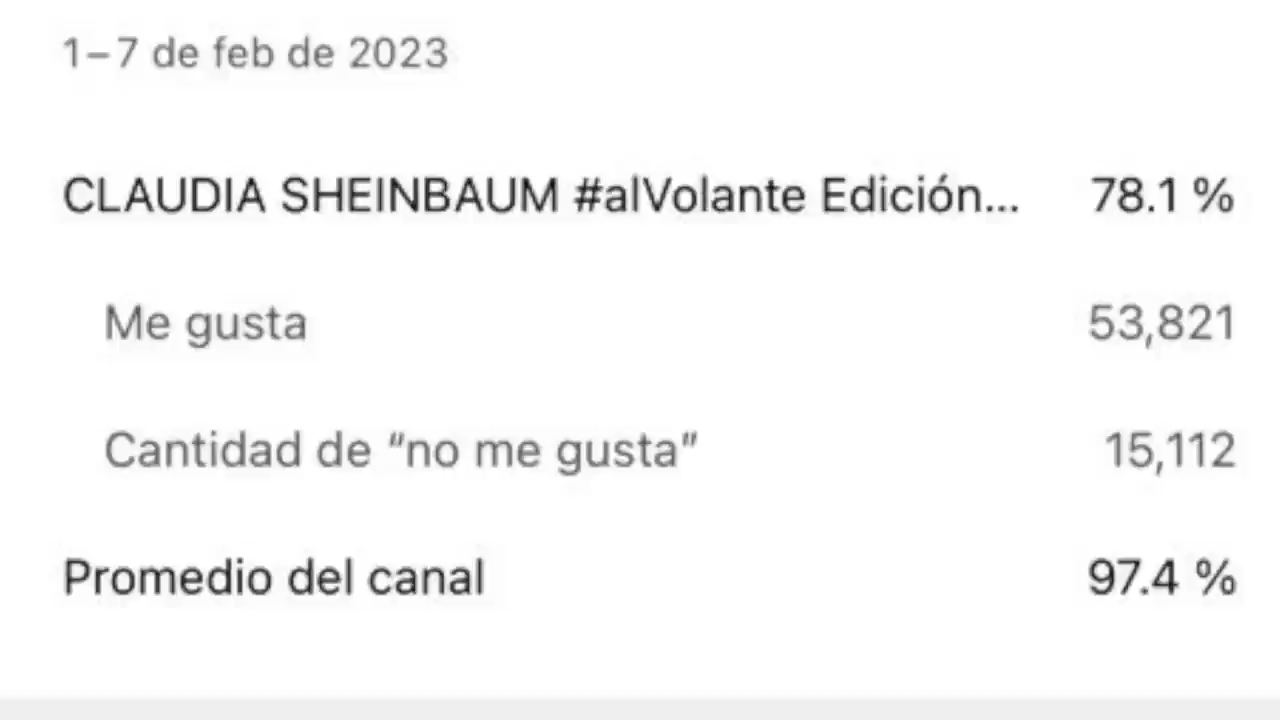 1–7 de feb de 2023
CLAUDIA SHEINBAUM #alVolante Edición... 78.1 %
Me gusta 53,821
Cantidad de “no me gusta” 15,112
Promedio del canal 97.4 %